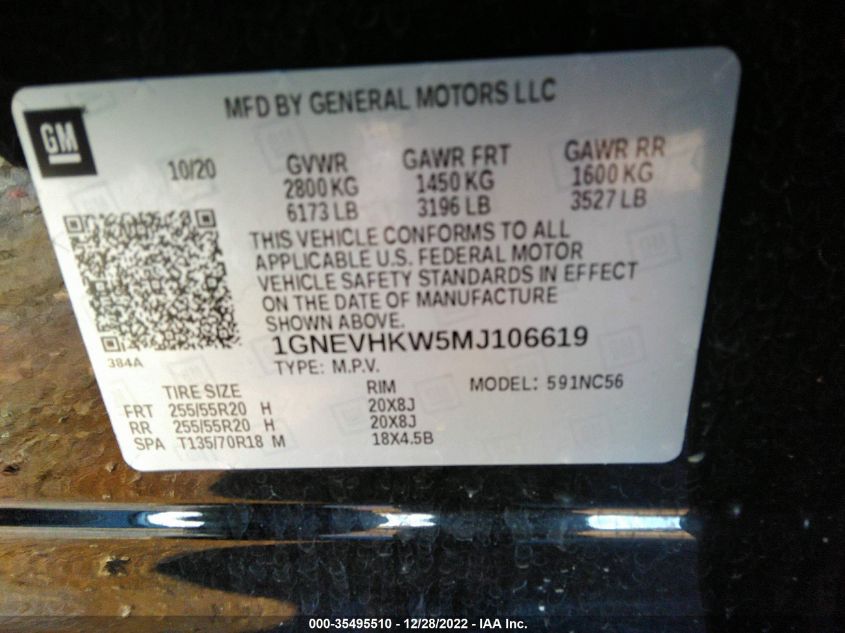 MFD BY GENERAL MOTORS LLC
GM
10/20 GVWR GAWR FRT GAWR RR
2800 KG 1450 KG 1600 KG
6173 LB 3196 LB 3527 LB
THIS VEHICLE CONFORMS TO ALL
APPLICABLE U.S. FEDERAL MOTOR
VEHICLE SAFETY STANDARDS IN EFFECT
ON THE DATE OF MANUFACTURE
SHOWN ABOVE.
384A
1GNEVHKW5MJ106619
TYPE: M.P.V. MODEL: 591NC56
TIRE SIZE RIM
FRT 255/55R20 H 20X8J
RR 255/55R20 H 20X8J
SPA T135/70R18 M 18X4.5B
000-35495510 - 12/28/2022 - IAA Inc.